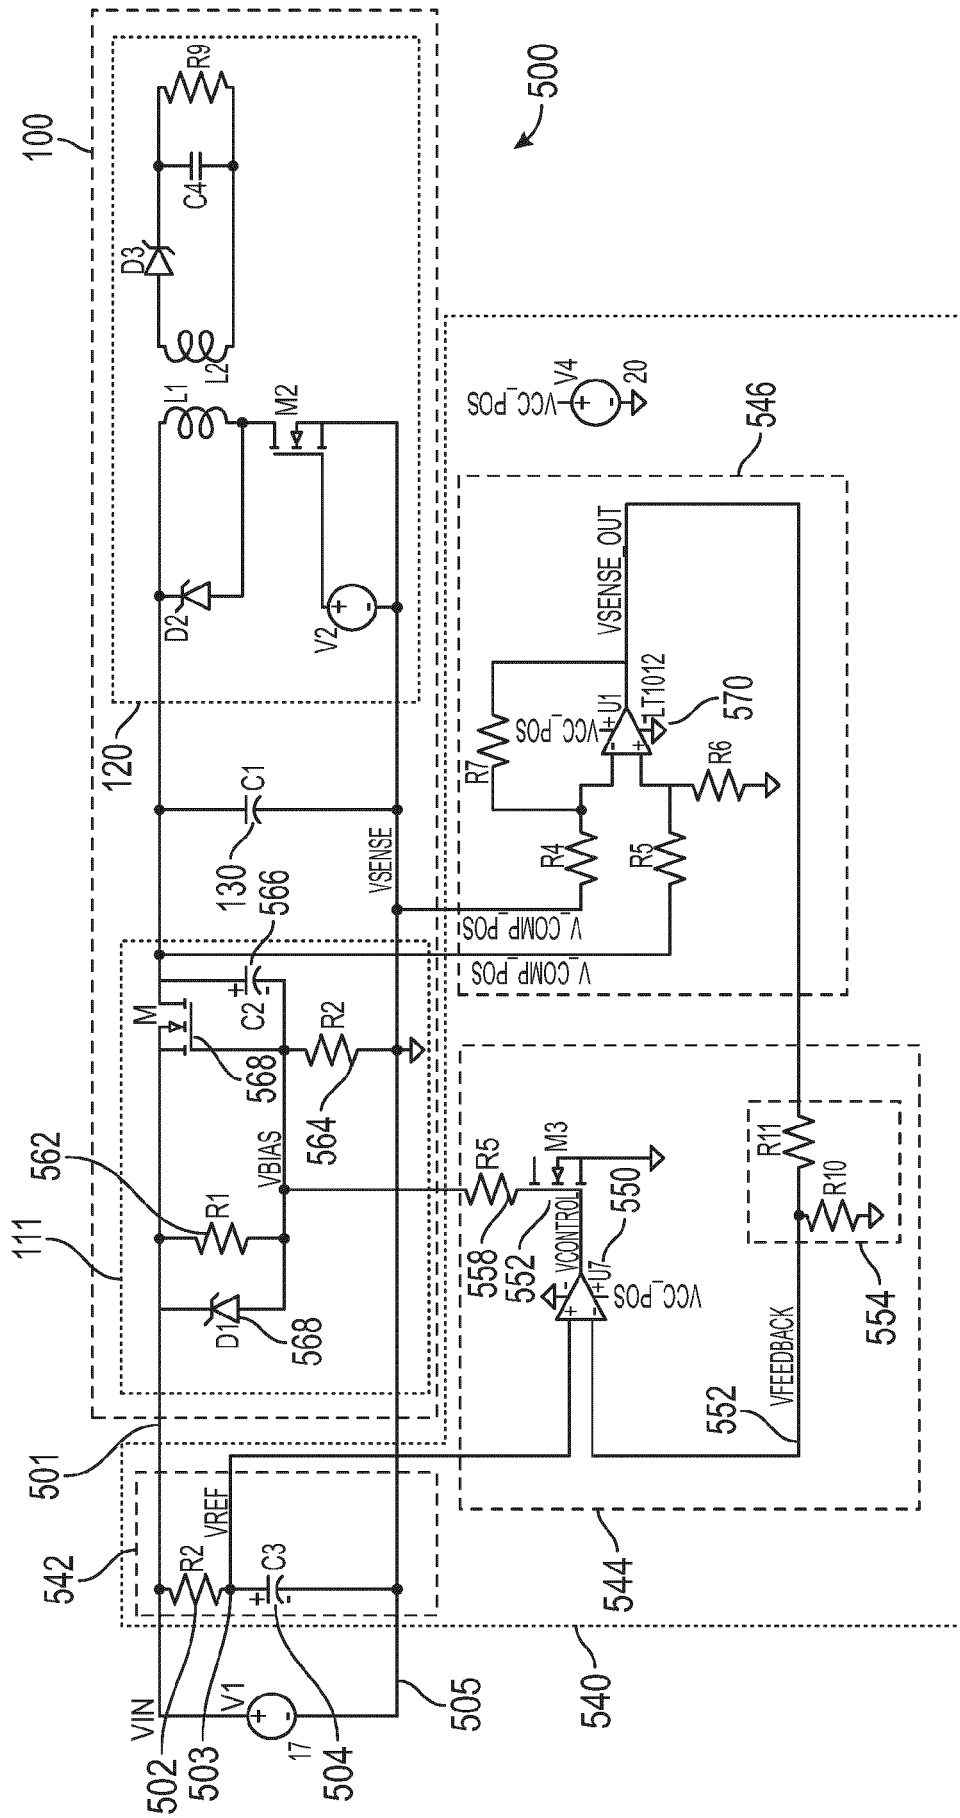 100
500
R9
C4
D3
L2
L1
M2
D2
V2
120
C1
130
VSENSE
566
C2
M
568
R2
564
VBIAS
562
R1
111
D1
568
501
VREF
542
R2
C3
VIN
V1
17
502
503
504
505
VCC_POS
V4
20
546
VSENSE_OUT
R7
VCC_POS
U1
LT1012
570
R6
R4
R5
V_COMP_POS
V_COMP_POS
R5
558
M3
552
VCONTROL
550
U7
VCC_POS
R11
R10
554
VFEEDBACK
552
544
540